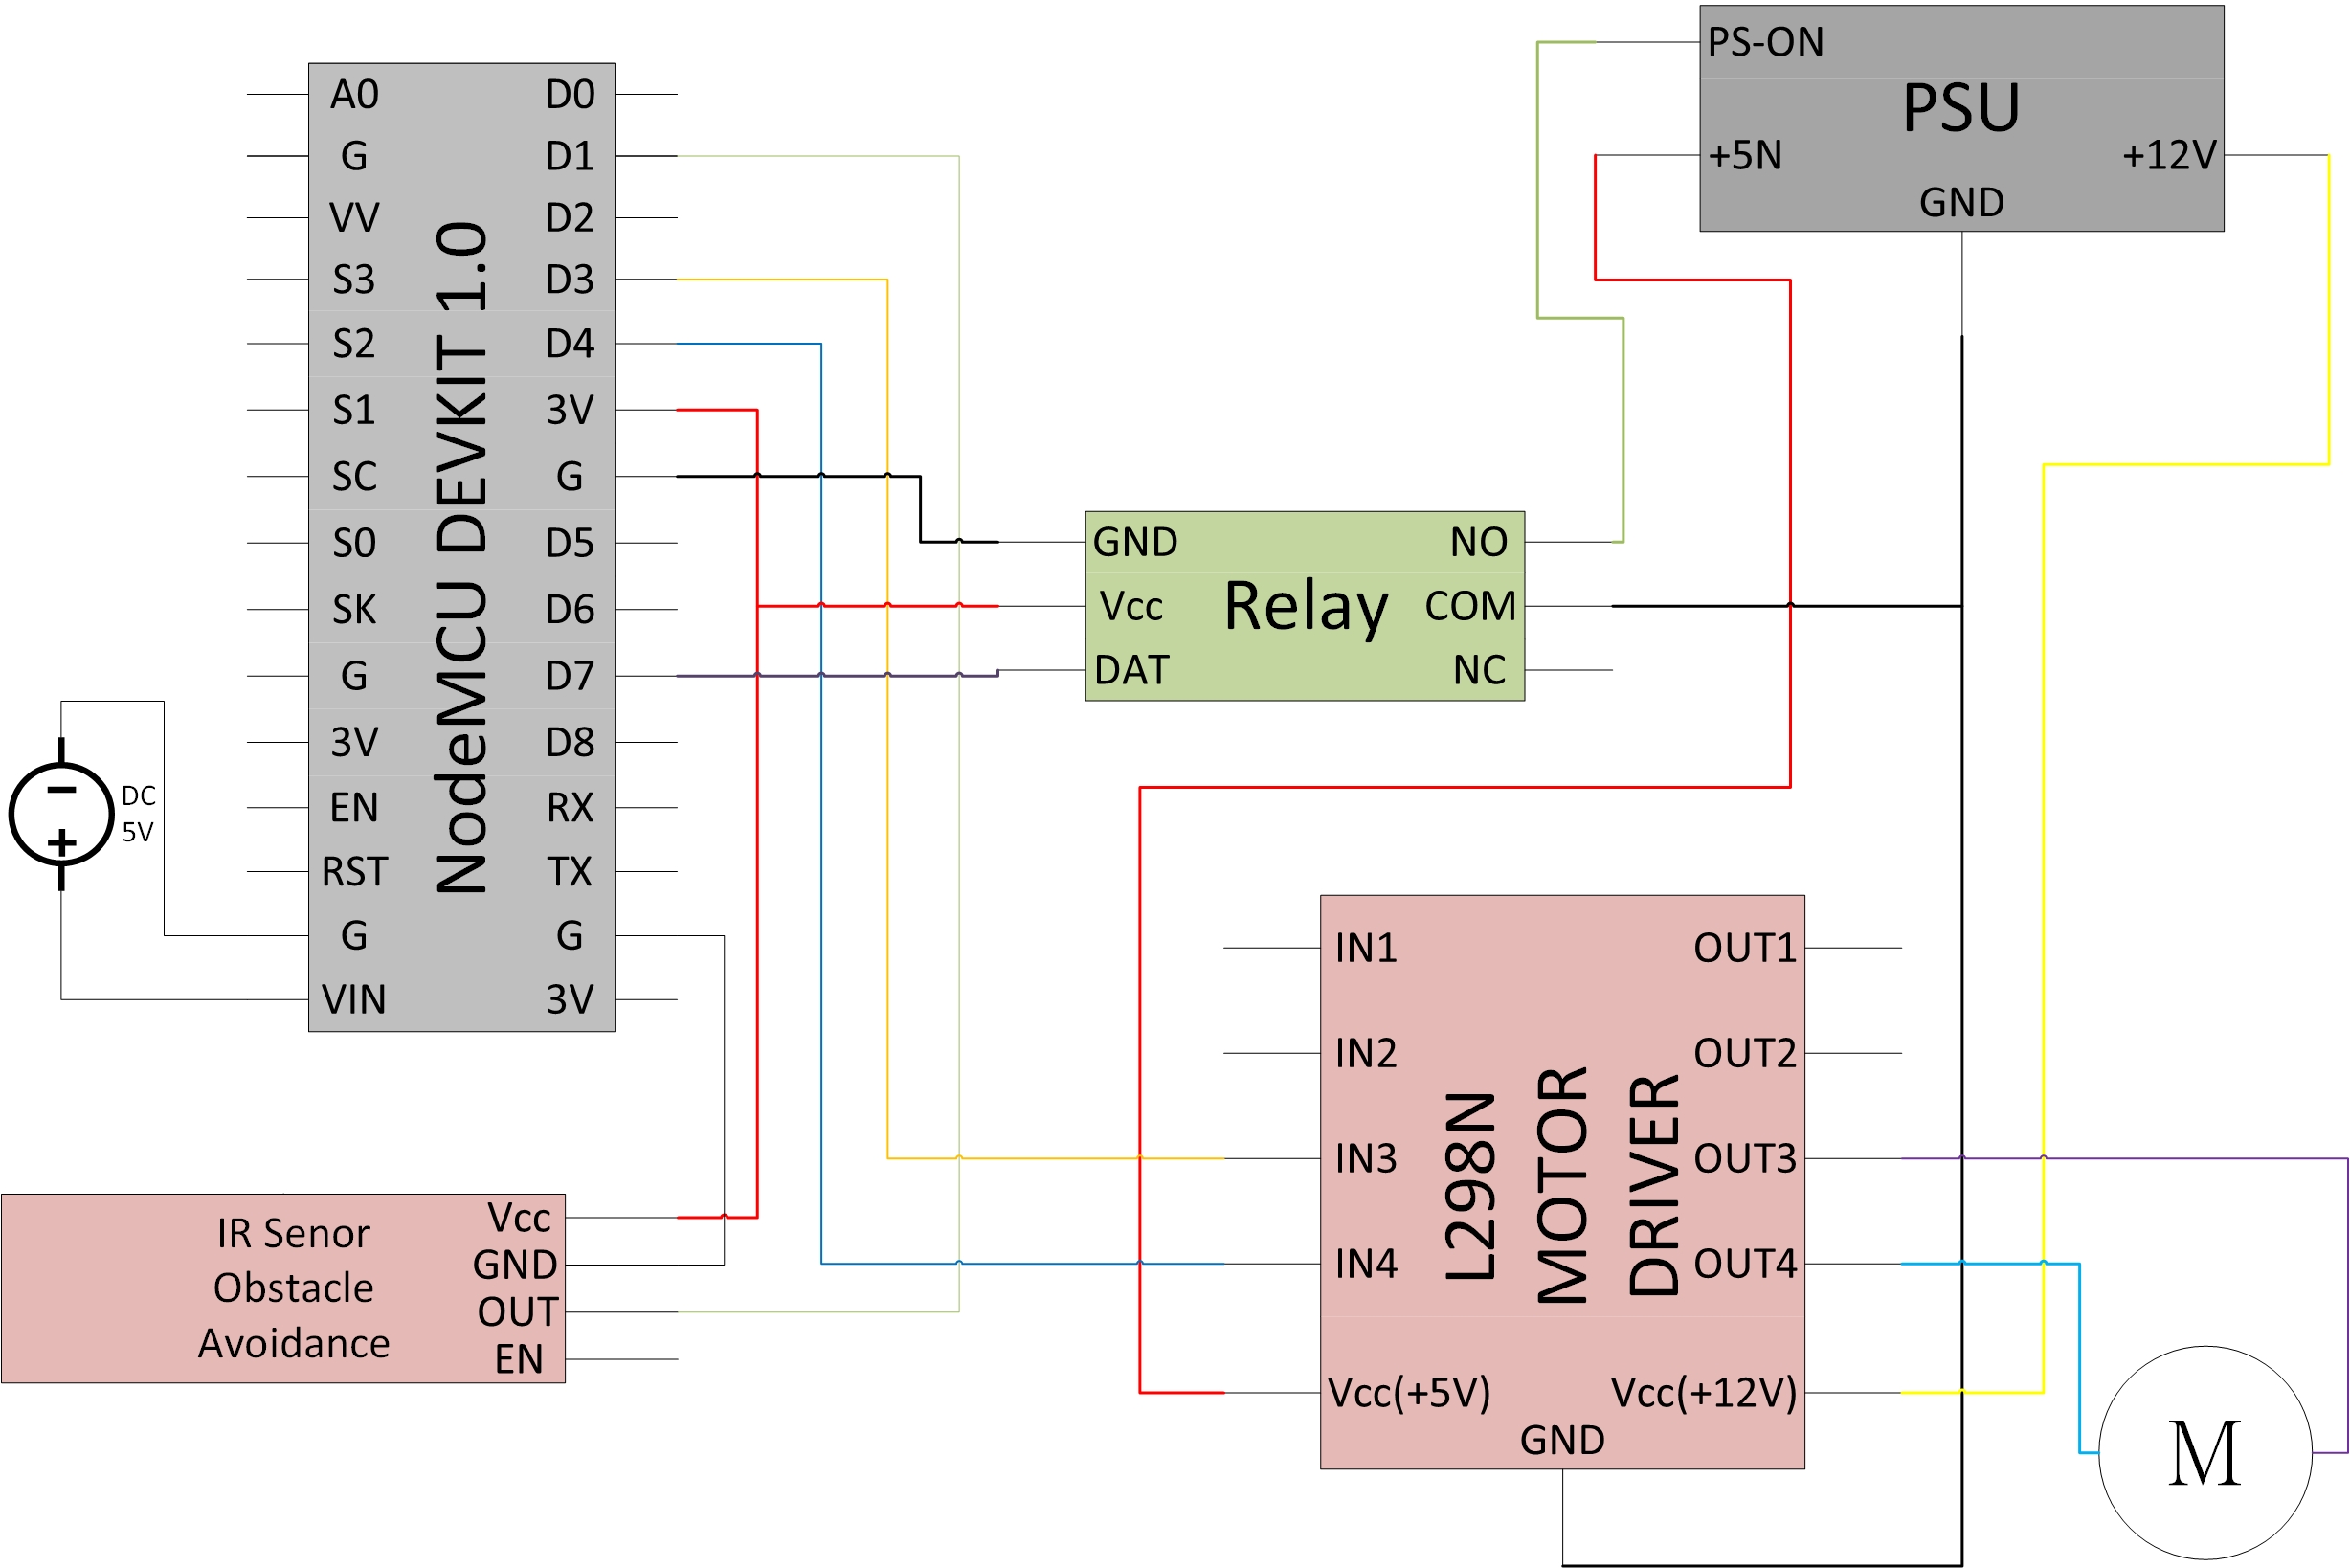 A0
G
VV
S3
S2
S1
SC
S0
SK
G
3V
EN
RST
G
VIN
NodeMCU DEVKIT 1.0
D0
D1
D2
D3
D4
3V
G
D5
D6
D7
D8
RX
TX
G
3V
DC
5V
IR Senor
Obstacle
Avoidance
Vcc
GND
OUT
EN
GND
Vcc
DAT
Relay
NO
COM
NC
PS-ON
PSU
+5N
+12V
GND
IN1
IN2
IN3
IN4
Vcc(+5V)
L298N
MOTOR
DRIVER
OUT1
OUT2
OUT3
OUT4
Vcc(+12V)
GND
M